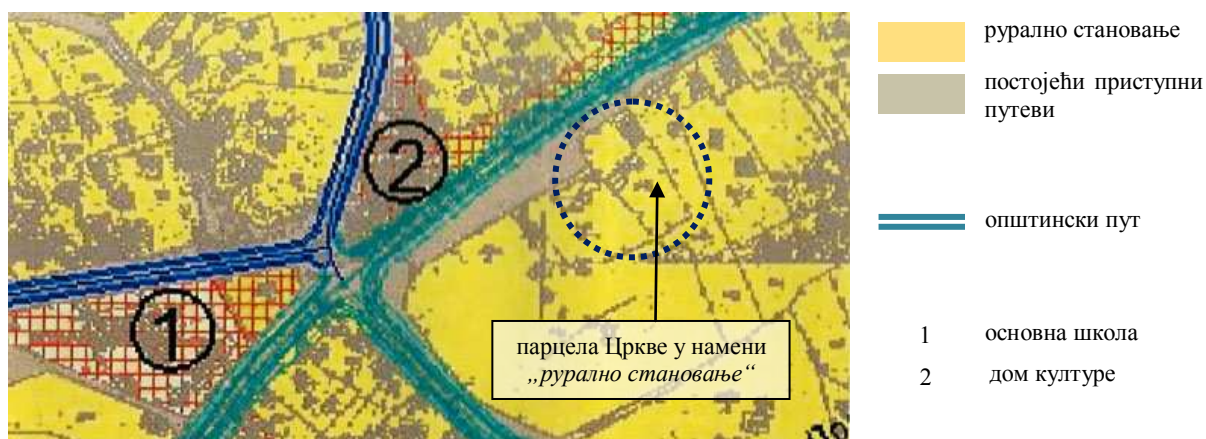 2
1
парцела Цркве у намени
„рурално становање“
рурално становање
постојећи приступни
путеви
општински пут
1 основна школа
2 дом културе